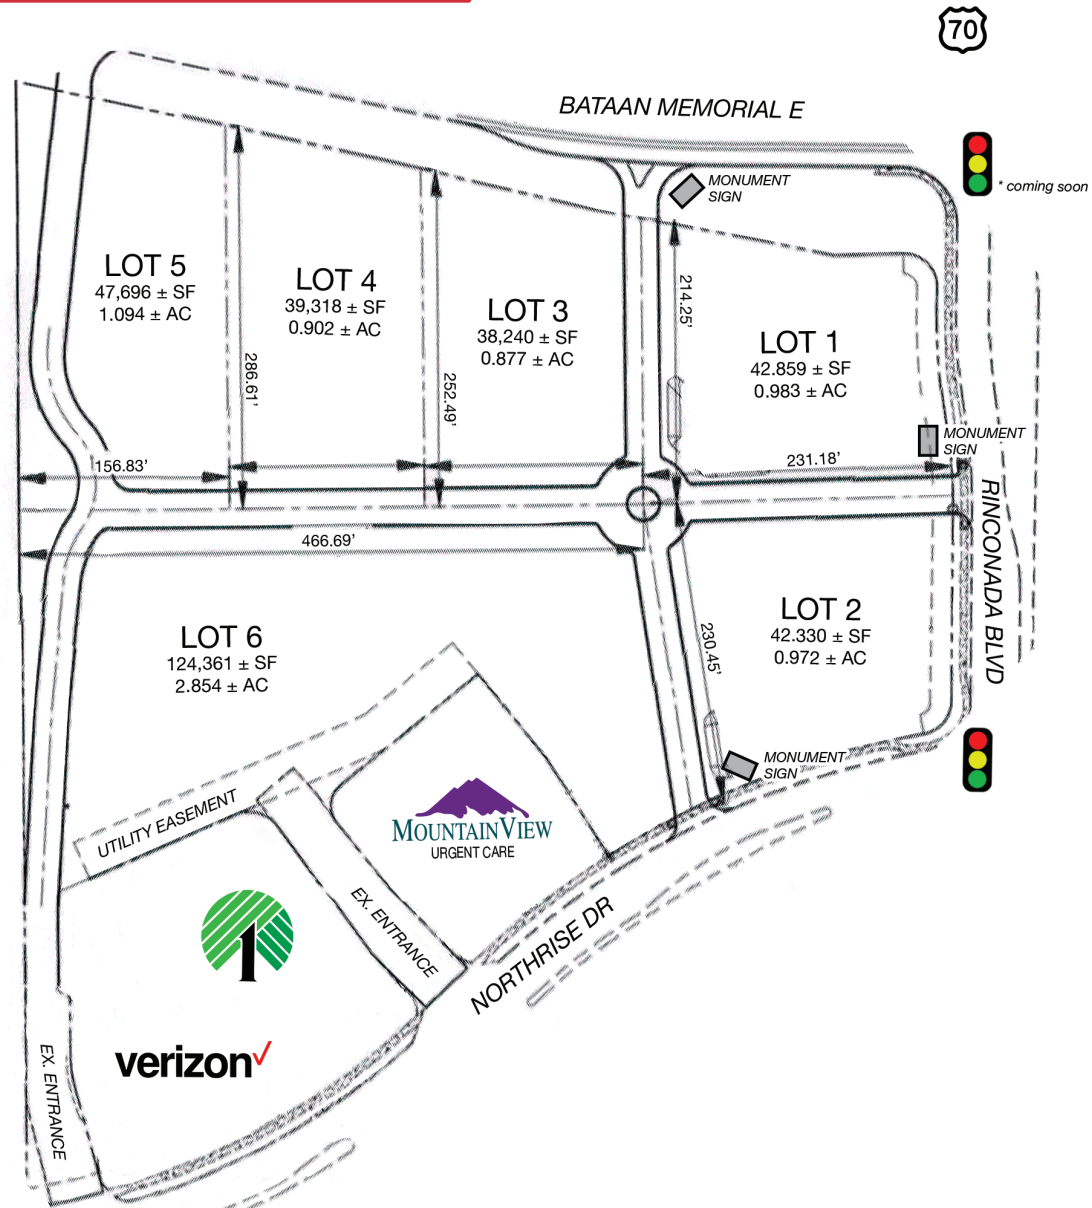 70
BATAAN MEMORIAL E
* coming soon
MONUMENT
SIGN
LOT 5
47,696 ± SF
1.094 ± AC
LOT 4
39,318 ± SF
0.902 ± AC
LOT 3
38,240 ± SF
0.877 ± AC
214.25'
LOT 1
42.859 ± SF
0.983 ± AC
286.61'
252.49'
MONUMENT
SIGN
156.83'
231.18'
RINCONADA BLVD
466.69'
LOT 6
124,361 ± SF
2.854 ± AC
LOT 2
42.330 ± SF
0.972 ± AC
230.45'
MONUMENT
SIGN
UTILITY EASEMENT
MOUNTAINVIEW
URGENT CARE
EX. ENTRANCE
NORTHRISE DR
1
verizon
EX. ENTRANCE